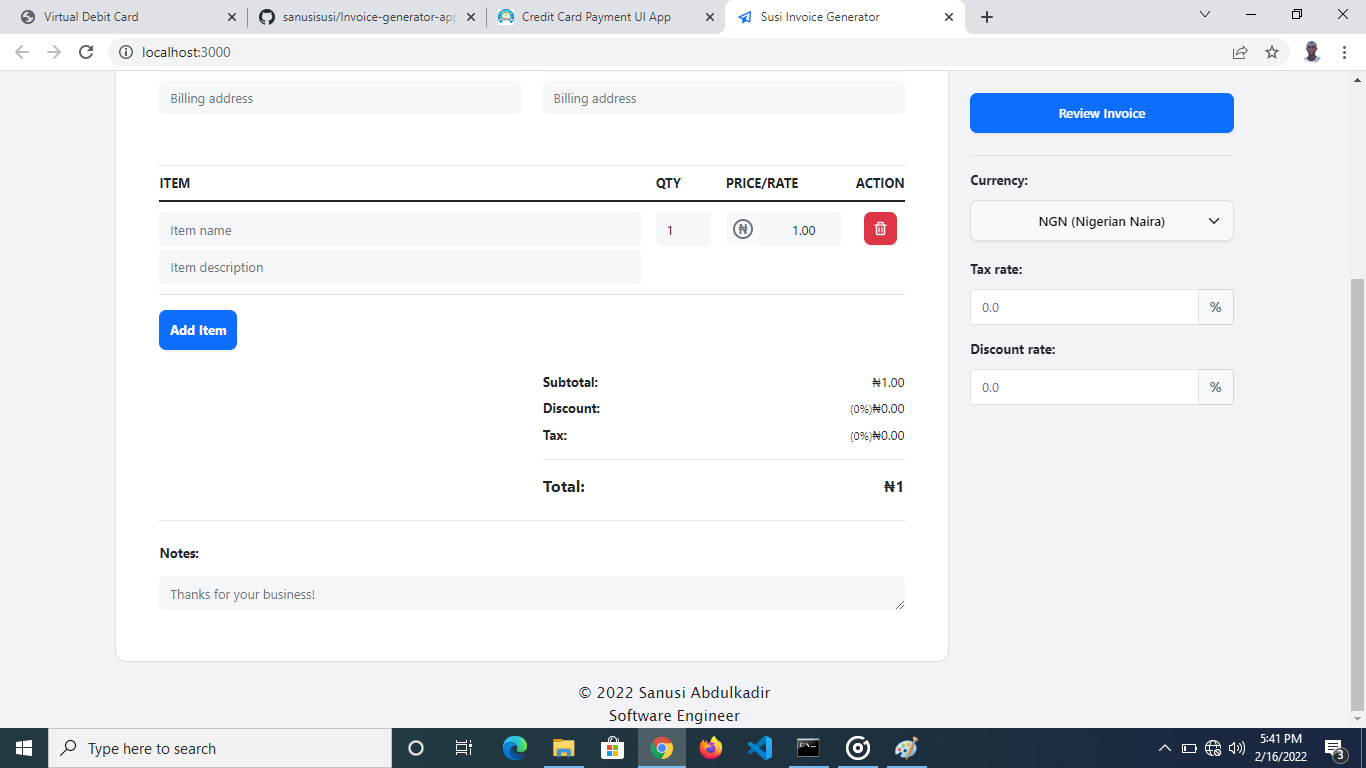 Virtual Debit Card
sanusisusi/Invoice-generator-app
Credit Card Payment UI App
Susi Invoice Generator
localhost:3000
Billing address
Billing address
Review Invoice
ITEM QTY PRICE/RATE ACTION
Currency:
Item name 1 ₦ 1.00
NGN (Nigerian Naira)
Item description
Tax rate:
0.0 %
Add Item
Discount rate:
Subtotal: ₦1.00
0.0 %
Discount: (0%)₦0.00
Tax: (0%)₦0.00
Total: ₦1
Notes:
Thanks for your business!
© 2022 Sanusi Abdulkadir
Software Engineer
Type here to search
5:41 PM
2/16/2022
3